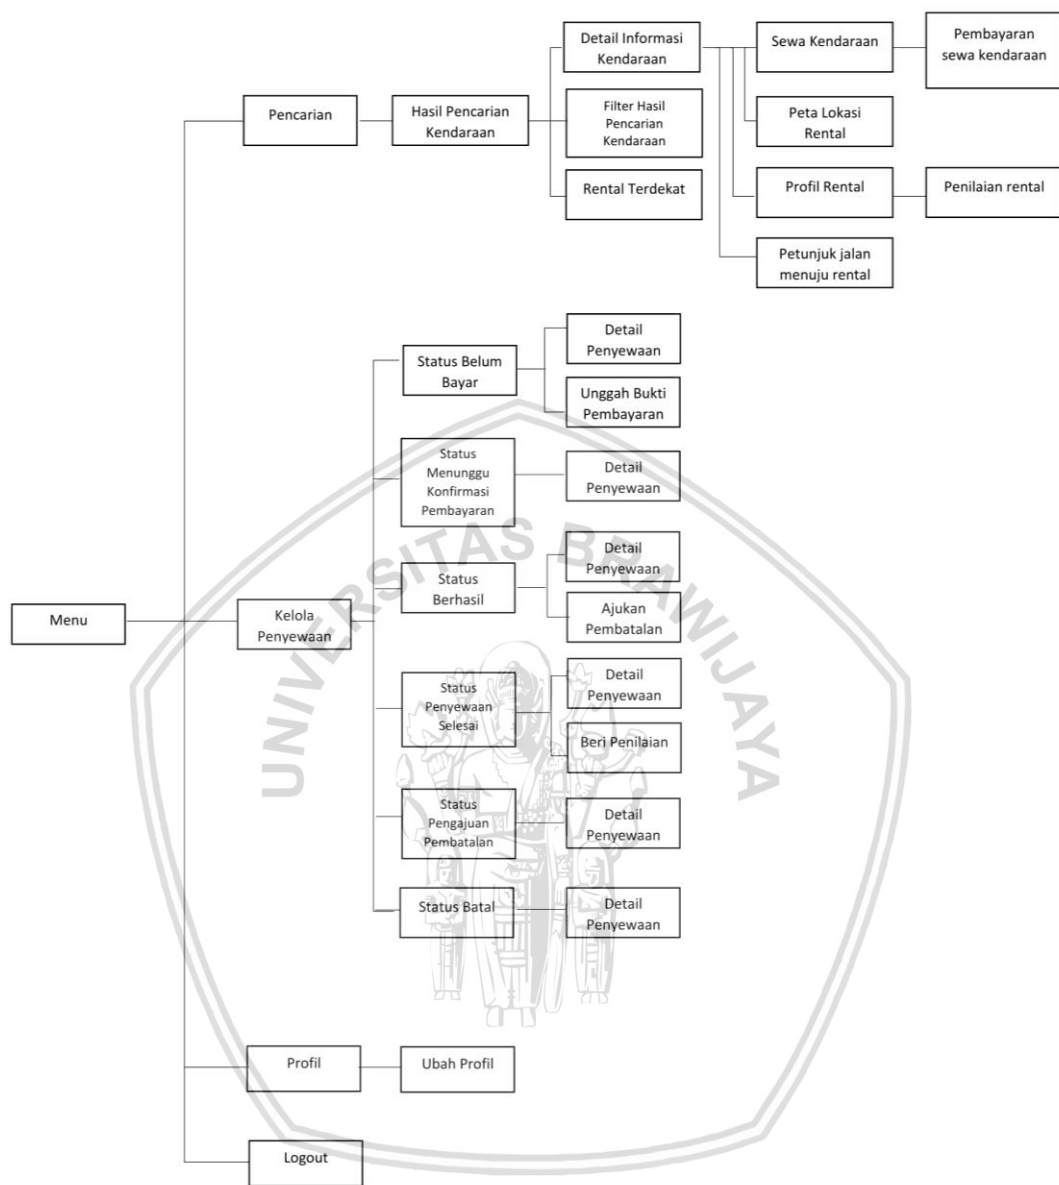 Menu
Pencarian
Hasil Pencarian
Kendaraan
Detail Informasi
Kendaraan
Sewa Kendaraan
Pembayaran
sewa kendaraan
Peta Lokasi
Rental
Profil Rental
Penilaian rental
Petunjuk jalan
menuju rental
Filter Hasil
Pencarian
Kendaraan
Rental Terdekat
Kelola
Penyewaan
Status Belum
Bayar
Detail
Penyewaan
Unggah Bukti
Pembayaran
Status
Menunggu
Konfirmasi
Pembayaran
Detail
Penyewaan
Status
Berhasil
Detail
Penyewaan
Ajukan
Pembatalan
Status
Penyewaan
Selesai
Detail
Penyewaan
Beri Penilaian
Status
Pengajuan
Pembatalan
Detail
Penyewaan
Status Batal
Detail
Penyewaan
Profil
Ubah Profil
Logout
UNIVERSITAS BRAWIJAYA